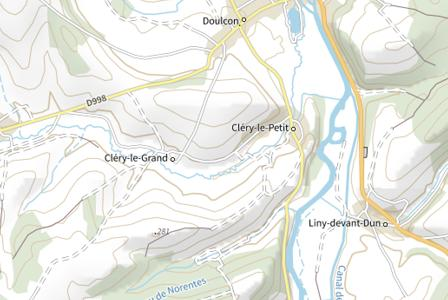 Doulcon
D998
Cléry-le-Petit
Cléry-le-Grand
Liny-devant-Dun
281
de Norentes
Canal d